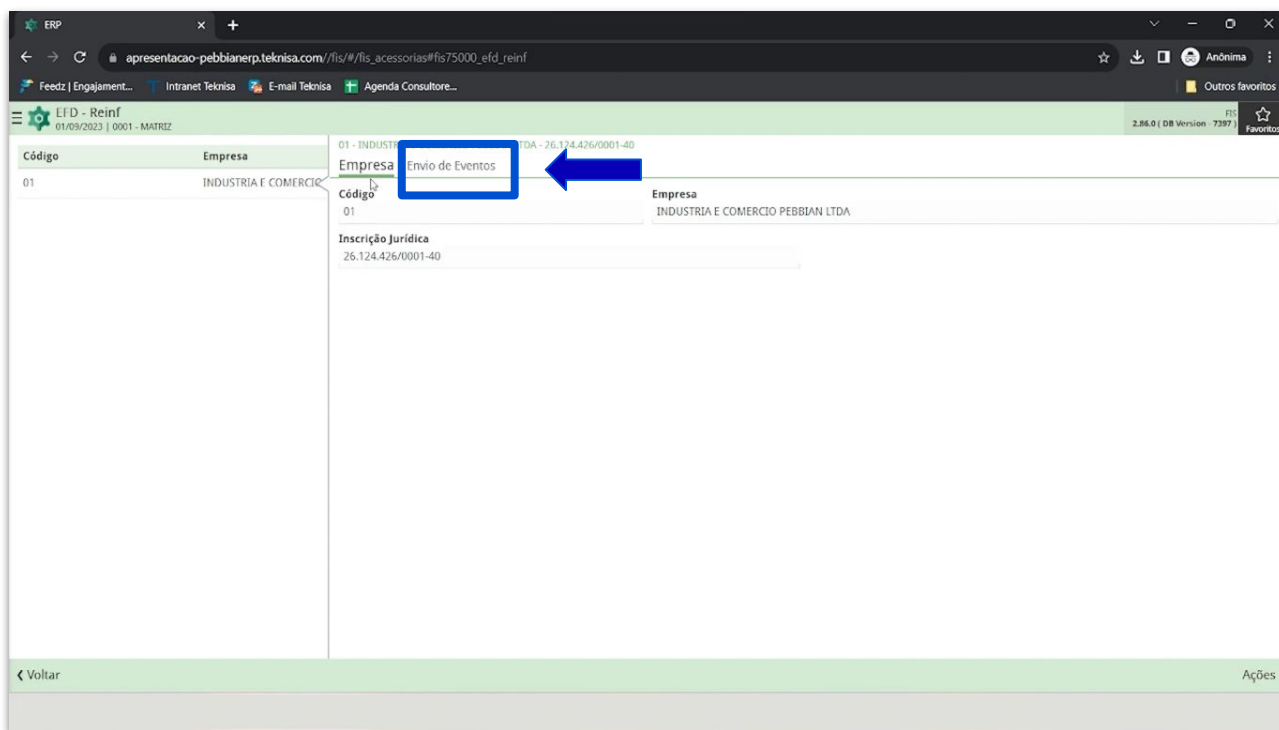 ERP
apresentacao-pebbianerp.teknisa.com//fis/#/fis_acessorias#fis75000_efd_reinf
Anônima
Feedz | Engajament... Intranet Teknisa E-mail Teknisa Agenda Consultore... Outros favoritos
EFD - Reinf
01/09/2023 | 0001 - MATRIZ
FIS
2.86.0 ( DB Version - 7397 )
Favoritos
Código Empresa
01 INDUSTRIA E COMERCIO
01 - INDUSTR TDA - 26.124.426/0001-40
Empresa Envio de Eventos
Código Empresa
01 INDUSTRIA E COMERCIO PEBBIAN LTDA
Inscrição Jurídica
26.124.426/0001-40
Voltar Ações